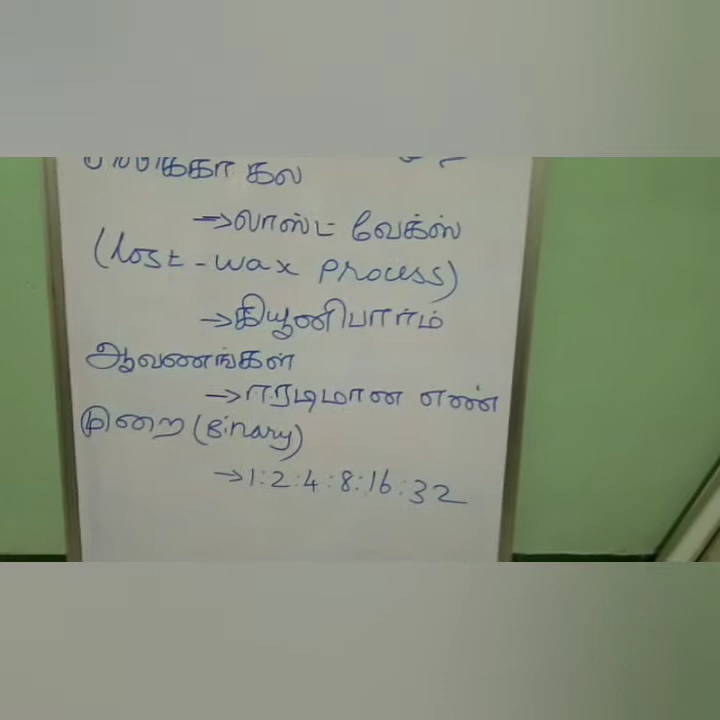 கல
→லாஸ்ட் வேக்ஸ்
(Lost-wax process)
→கியூனிபார்ம்
ஆவணங்கள்
→ஈரடிமான எண்
முறை (Binary)
→1:2:4:8:16:32